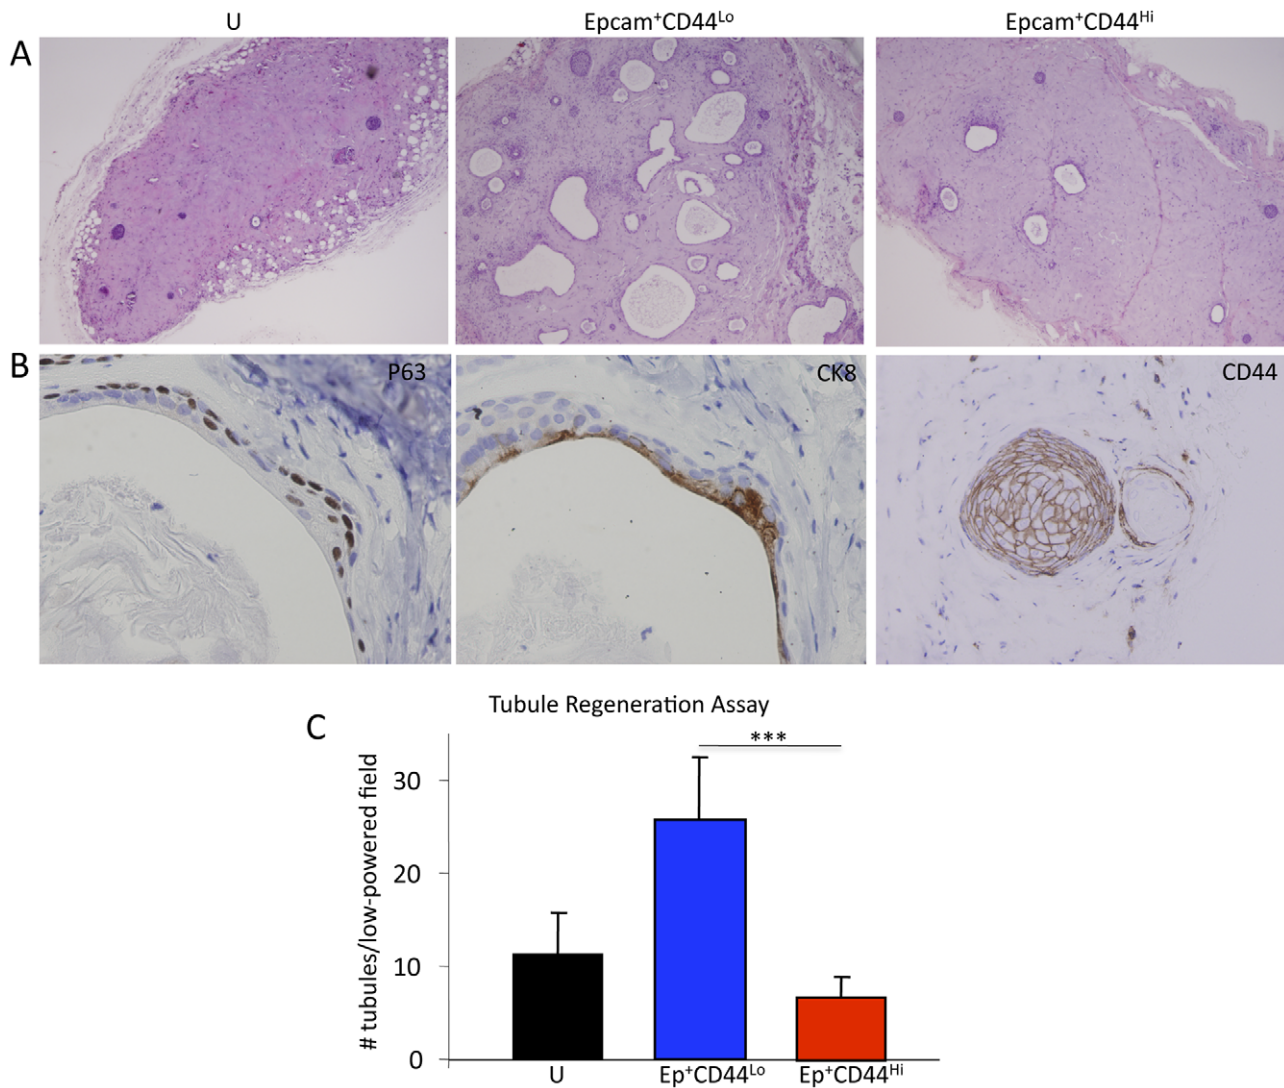 U
Epcam⁺CD44ᴸᵒ
Epcam⁺CD44ᴴⁱ
A
B
P63
CK8
CD44
Tubule Regeneration Assay
C
***
# tubules/low-powered field
30
20
10
0
U
Ep⁺CD44ᴸᵒ
Ep⁺CD44ᴴⁱ